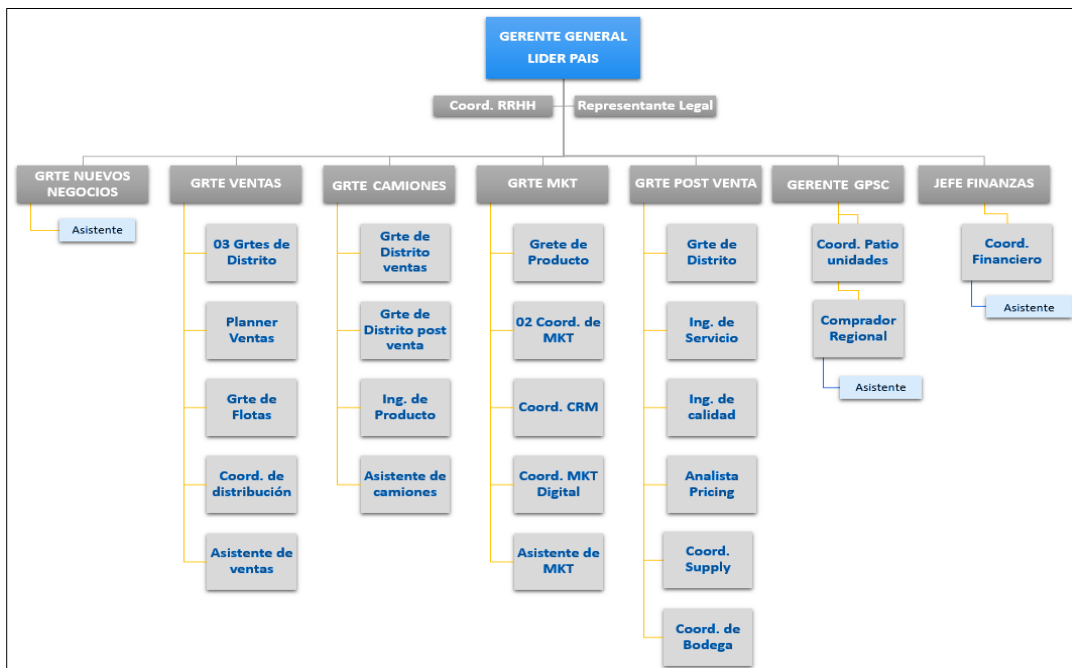 GERENTE GENERAL
LIDER PAIS
Coord. RRHH
Representante Legal
GRTE NUEVOS
NEGOCIOS
GRTE VENTAS
GRTE CAMIONES
GRTE MKT
GRTE POST VENTA
GERENTE GPSC
JEFE FINANZAS
Asistente
03 Grtes de
Distrito
Planner
Ventas
Grte de
Flotas
Coord. de
distribución
Asistente de
ventas
Grte de
Distrito
ventas
Grte de
Distrito post
venta
Ing. de
Producto
Asistente de
camiones
Grete de
Producto
02 Coord. de
MKT
Coord. CRM
Coord. MKT
Digital
Asistente de
MKT
Grte de
Distrito
Ing. de
Servicio
Ing. de
calidad
Analista
Pricing
Coord.
Supply
Coord. de
Bodega
Coord. Patio
unidades
Comprador
Regional
Asistente
Coord.
Financiero
Asistente